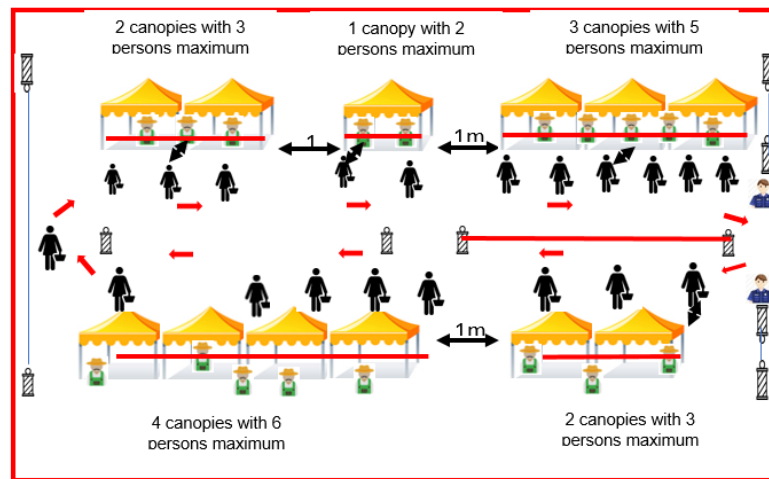 2 canopies with 3
persons maximum
1 canopy with 2
persons maximum
3 canopies with 5
persons maximum
1
1m
1m
4 canopies with 6
persons maximum
2 canopies with 3
persons maximum